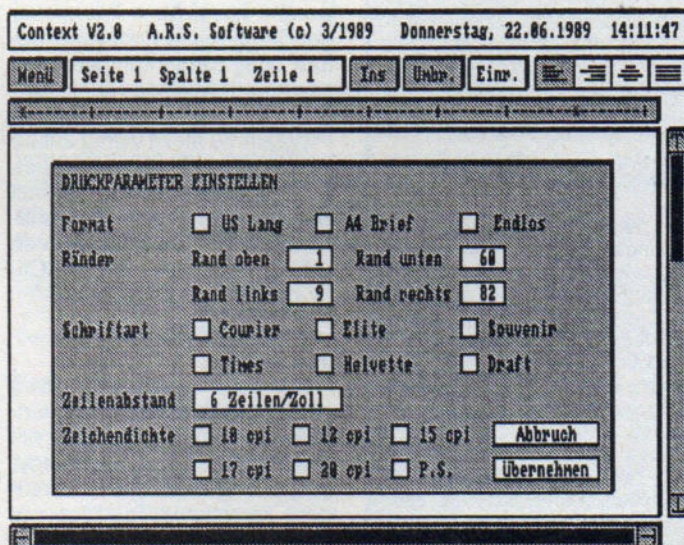 Context V2.0 A.R.S. Software (c) 3/1989 Donnerstag, 22.06.1989 14:11:47
Menü Seite 1 Spalte 1 Zeile 1 Ins Umbr. Einr.
DRUCKPARAMETER EINSTELLEN
Format US Lang A4 Brief Endlos
Ränder Rand oben 1 Rand unten 60
Rand links 9 Rand rechts 82
Schriftart Courier Elite Souvenir
Times Helvette Draft
Zeilenabstand 6 Zeilen/Zoll
Zeichendichte 10 cpi 12 cpi 15 cpi Abbruch
17 cpi 20 cpi P.S. Übernehmen